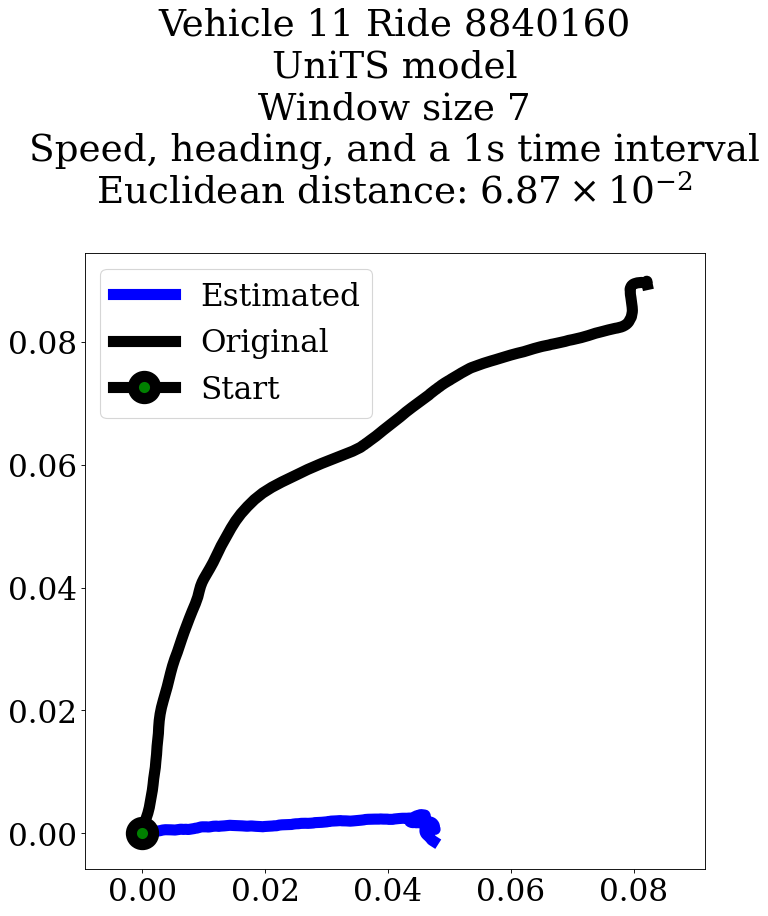 Vehicle 11 Ride 8840160
UniTS model
Window size 7
Speed, heading, and a 1s time interval
Euclidean distance: 6.87 × 10⁻²
Estimated
Original
Start
0.08
0.06
0.04
0.02
0.00
0.00 0.02 0.04 0.06 0.08